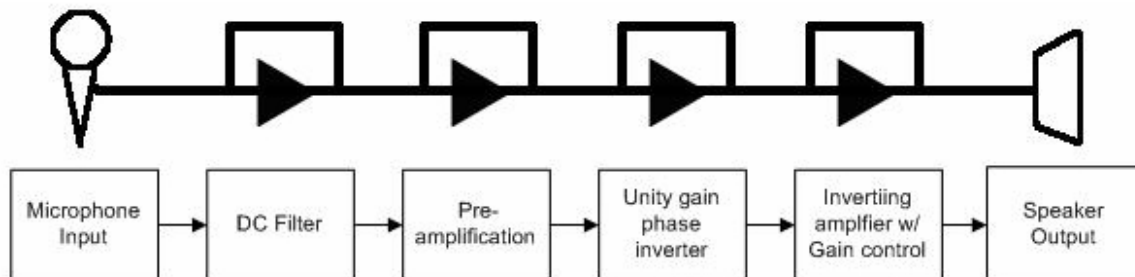 Microphone
Input
DC Filter
Pre-
amplification
Unity gain
phase
inverter
Invertiing
amplfier w/
Gain control
Speaker
Output